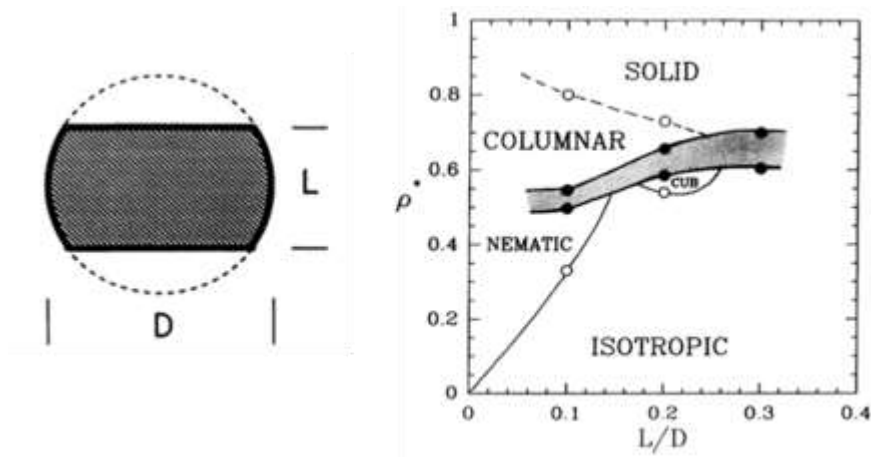 L
D
1
0.8
0.6
0.4
0.2
0
ρ*
SOLID
COLUMNAR
CUB
NEMATIC
ISOTROPIC
0 0.1 0.2 0.3 0.4
L/D